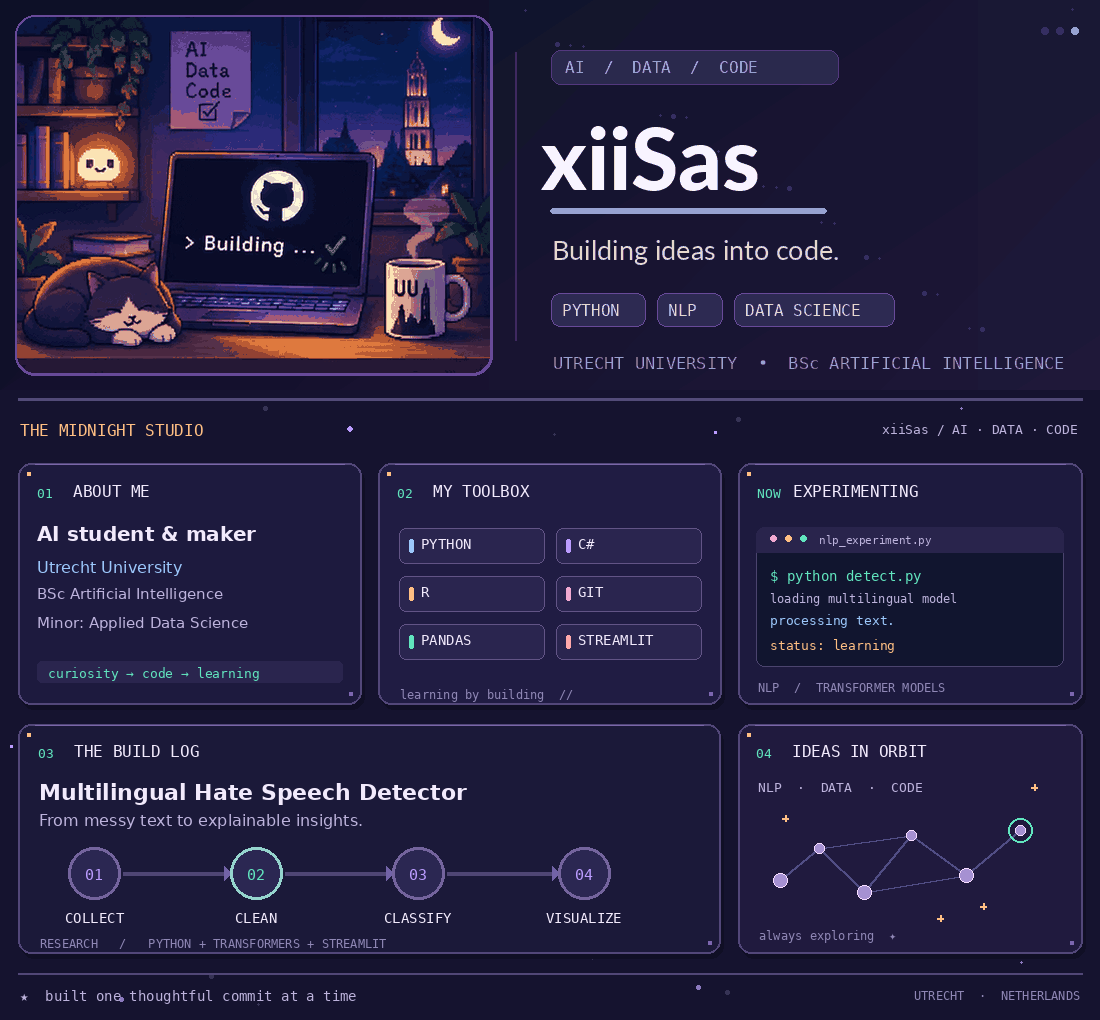 AI
Data
Code
> Building ...
UU
AI / DATA / CODE
xiiSas
Building ideas into code.
PYTHON NLP DATA SCIENCE
UTRECHT UNIVERSITY • BSc ARTIFICIAL INTELLIGENCE
THE MIDNIGHT STUDIO
xiiSas / AI · DATA · CODE
01 ABOUT ME
AI student & maker
Utrecht University
BSc Artificial Intelligence
Minor: Applied Data Science
curiosity → code → learning
02 MY TOOLBOX
PYTHON C#
R GIT
PANDAS STREAMLIT
learning by building //
NOW EXPERIMENTING
nlp_experiment.py
$ python detect.py
loading multilingual model
processing text.
status: learning
NLP / TRANSFORMER MODELS
03 THE BUILD LOG
Multilingual Hate Speech Detector
From messy text to explainable insights.
01 02 03 04
COLLECT CLEAN CLASSIFY VISUALIZE
RESEARCH / PYTHON + TRANSFORMERS + STREAMLIT
04 IDEAS IN ORBIT
NLP · DATA · CODE
always exploring ✦
★ built one thoughtful commit at a time
UTRECHT · NETHERLANDS